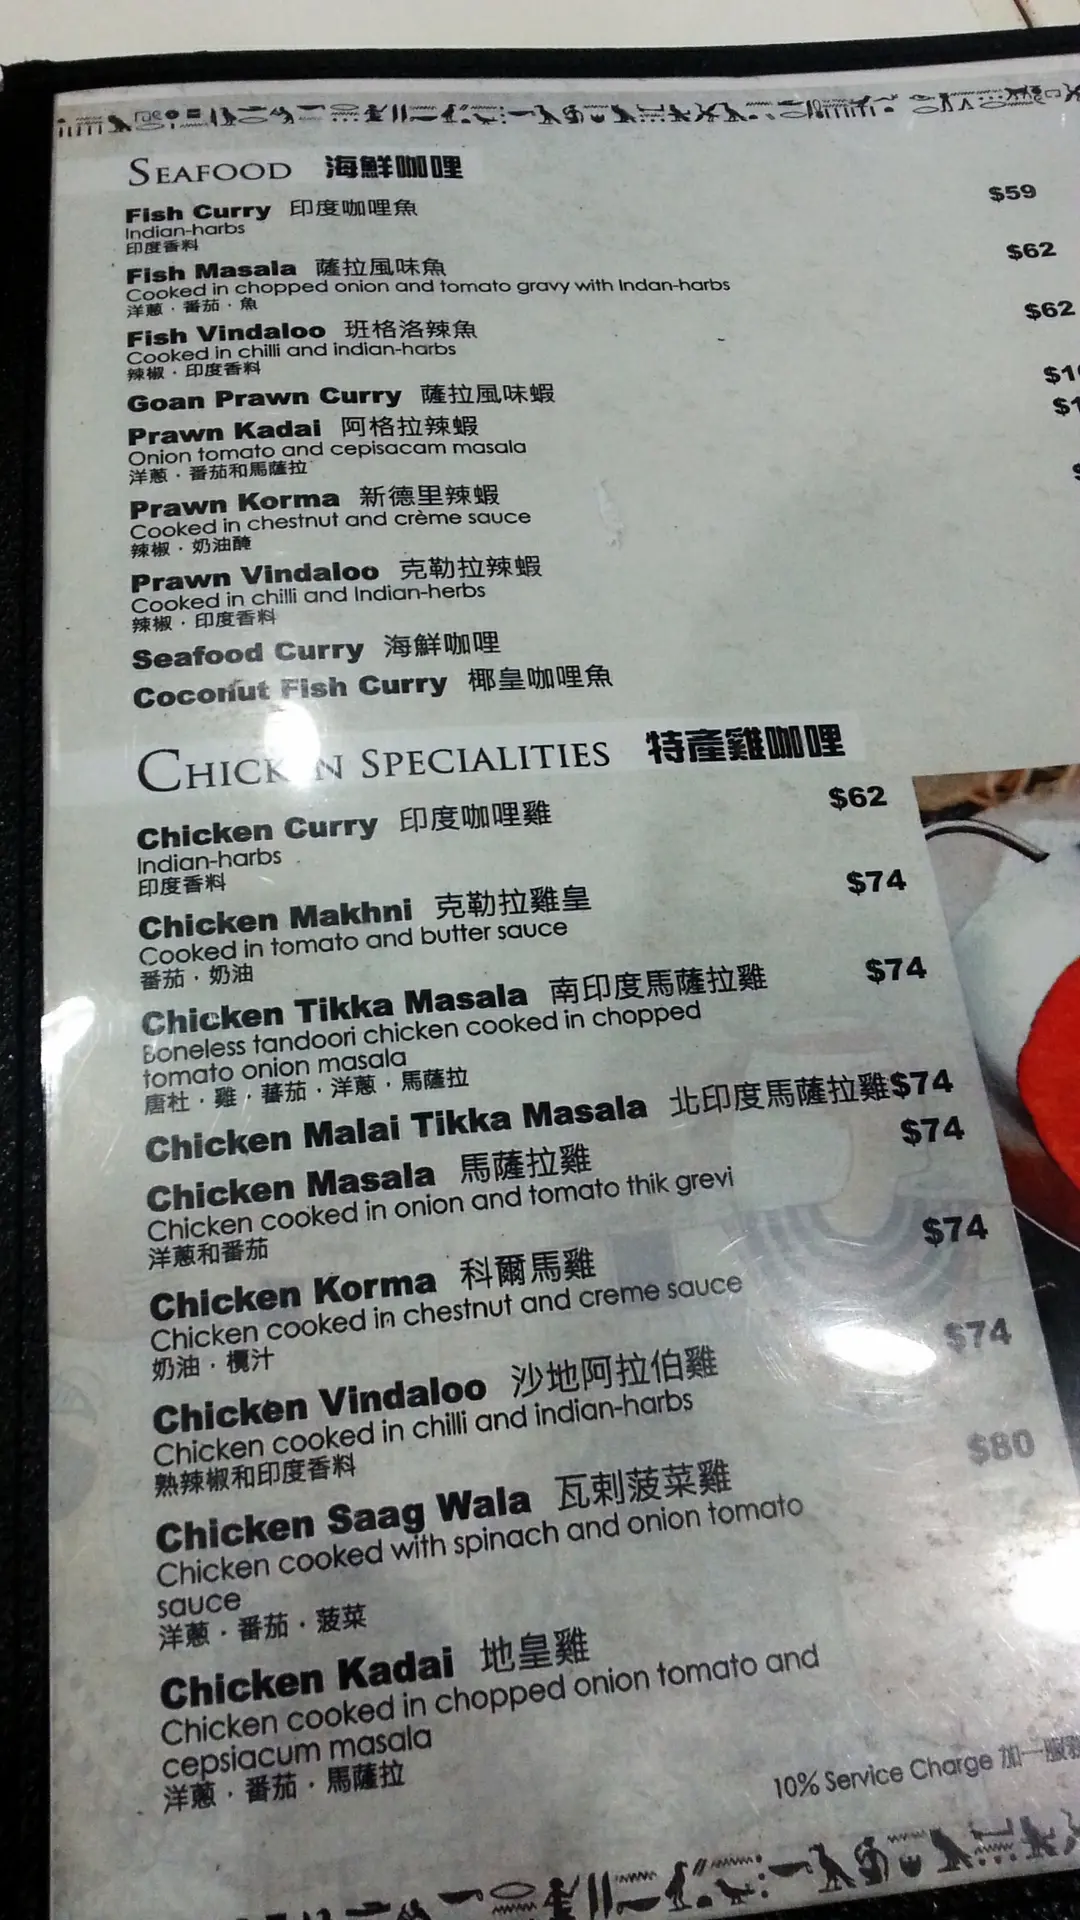 SEAFOOD 海鮮咖哩
Fish Curry 印度咖哩魚 $59
Indian-harbs
印度香料
Fish Masala 薩拉風味魚 $62
Cooked in chopped onion and tomato gravy with Indan-harbs
洋蔥·番茄·魚
Fish Vindaloo 班格洛辣魚 $62
Cooked in chilli and indian-harbs
辣椒·印度香料
Goan Prawn Curry 薩拉風味蝦
Prawn Kadai 阿格拉辣蝦
Onion tomato and cepisacam masala
洋蔥·番茄和馬薩拉
Prawn Korma 新德里辣蝦
Cooked in chestnut and crème sauce
辣椒·奶油醃
Prawn Vindaloo 克勒拉辣蝦
Cooked in chilli and Indian-herbs
辣椒·印度香料
Seafood Curry 海鮮咖哩
Coconut Fish Curry 椰皇咖哩魚
CHICKEN SPECIALITIES 特產雞咖哩
Chicken Curry 印度咖哩雞 $62
Indian-harbs
印度香料
Chicken Makhni 克勒拉雞皇 $74
Cooked in tomato and butter sauce
番茄·奶油
Chicken Tikka Masala 南印度馬薩拉雞 $74
Boneless tandoori chicken cooked in chopped
tomato onion masala
唐杜·雞·蕃茄·洋蔥·馬薩拉
Chicken Malai Tikka Masala 北印度馬薩拉雞 $74
Chicken Masala 馬薩拉雞 $74
Chicken cooked in onion and tomato thik grevi
洋蔥和番茄
Chicken Korma 科爾馬雞 $74
Chicken cooked in chestnut and creme sauce
奶油·欖汁
Chicken Vindaloo 沙地阿拉伯雞 $74
Chicken cooked in chilli and indian-harbs
熟辣椒和印度香料
Chicken Saag Wala 瓦剌菠菜雞 $80
Chicken cooked with spinach and onion tomato
sauce
洋蔥·番茄·菠菜
Chicken Kadai 地皇雞
Chicken cooked in chopped onion tomato and
cepsiacum masala
洋蔥·番茄·馬薩拉
10% Service Charge 加一服務